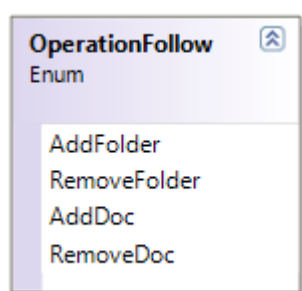 OperationFollow
Enum
AddFolder
RemoveFolder
AddDoc
RemoveDoc